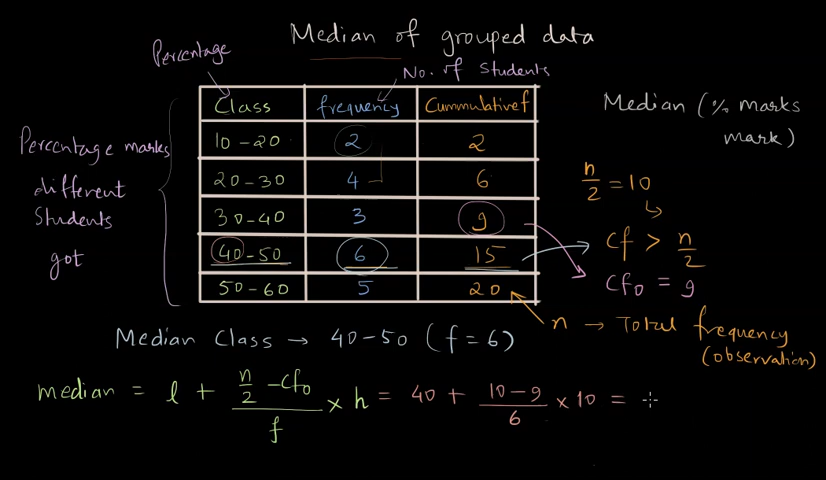 Median of grouped data
Percentage
No. of Students
Class frequency Cummulative f
10-20 2 2
20-30 4 6
30-40 3 9
40-50 6 15
50-60 5 20
Percentage marks
different
Students
got
Median (% marks
mark)
n/2 = 10
cf > n/2
cf₀ = 9
n → Total frequency
(observation)
Median Class → 40-50 (f = 6)
median = l + (n/2 - cf₀)/f × h = 40 + (10-9)/6 × 10 =